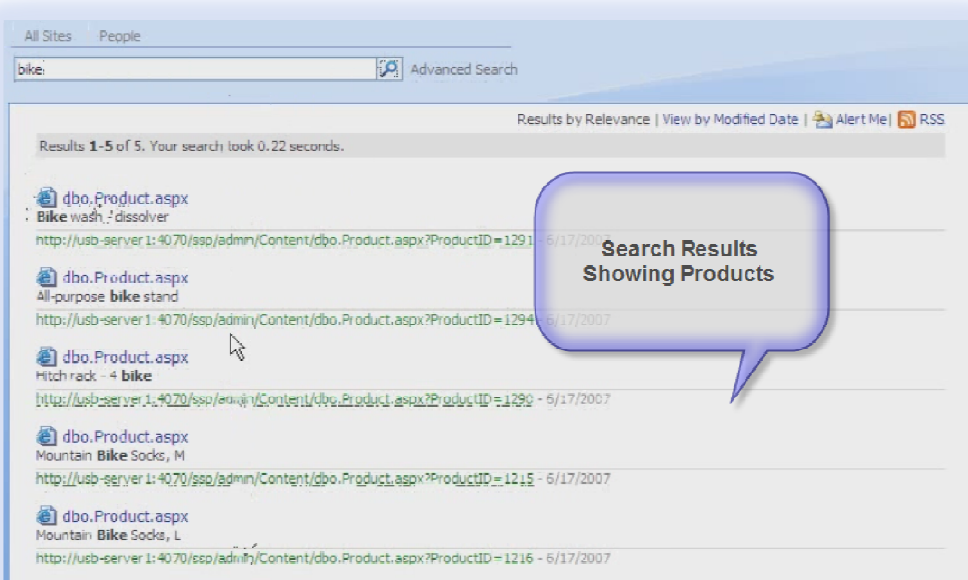 All Sites People
bike
Advanced Search
Results by Relevance | View by Modified Date | Alert Me | RSS
Results 1-5 of 5. Your search took 0.22 seconds.
dbo.Product.aspx
Bike wash - dissolver
http://usb-server1:4070/ssp/admin/Content/dbo.Product.aspx?ProductID=1291 - 6/17/2007
Search Results
Showing Products
dbo.Product.aspx
All-purpose bike stand
http://usb-server1:4070/ssp/admin/Content/dbo.Product.aspx?ProductID=1294 - 6/17/2007
dbo.Product.aspx
Hitch rack - 4 bike
http://usb-server1:4070/ssp/admin/Content/dbo.Product.aspx?ProductID=1290 - 6/17/2007
dbo.Product.aspx
Mountain Bike Socks, M
http://usb-server1:4070/ssp/admin/Content/dbo.Product.aspx?ProductID=1215 - 6/17/2007
dbo.Product.aspx
Mountain Bike Socks, L
http://usb-server1:4070/ssp/admin/Content/dbo.Product.aspx?ProductID=1216 - 6/17/2007